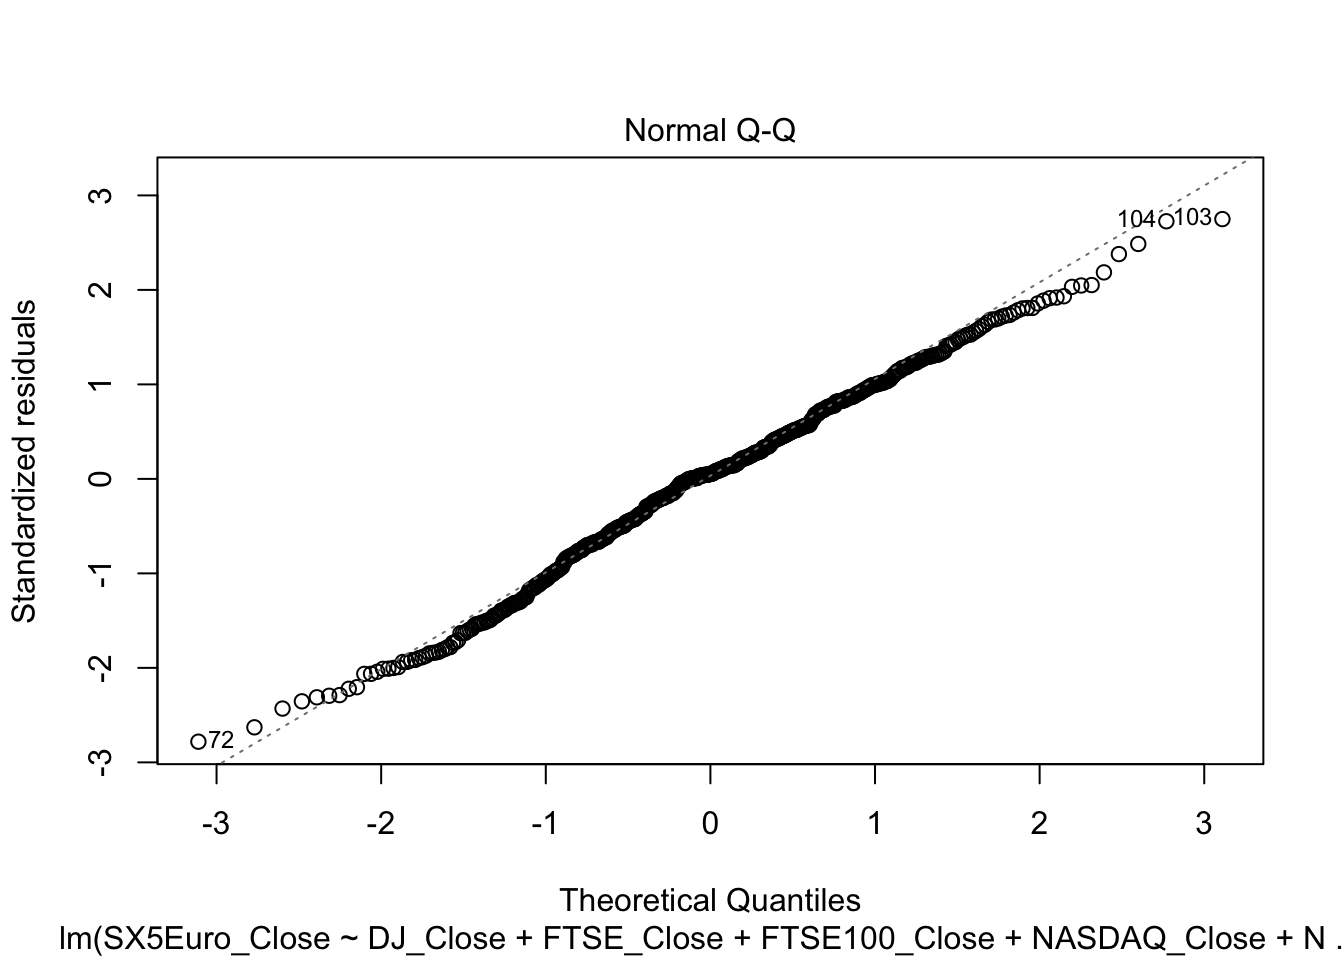 Normal Q-Q
Standardized residuals
3
2
1
0
-1
-2
-3
104
103
72
-3 -2 -1 0 1 2 3
Theoretical Quantiles
lm(SX5Euro_Close ~ DJ_Close + FTSE_Close + FTSE100_Close + NASDAQ_Close + N .